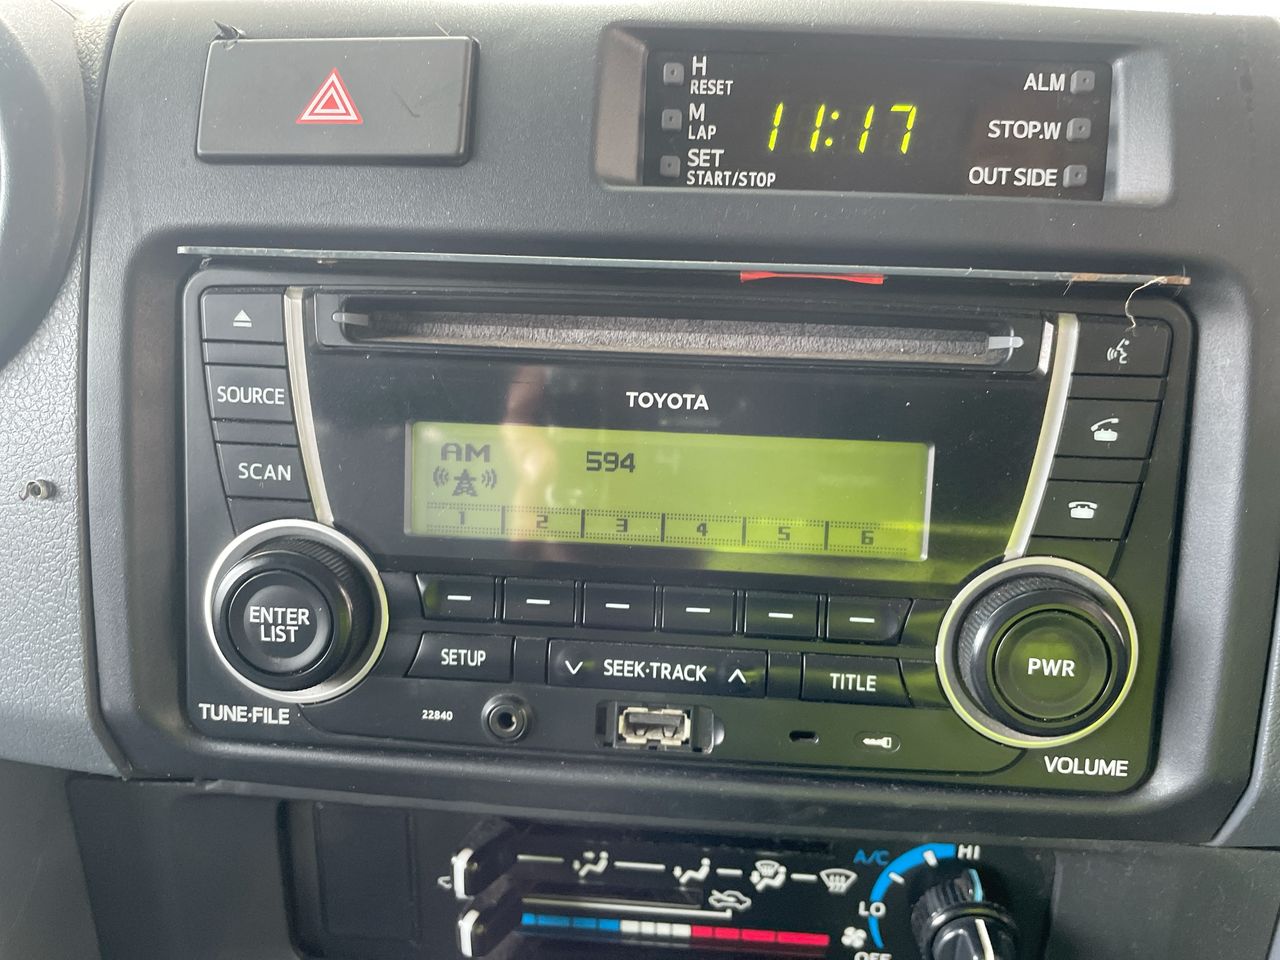 H
RESET
M
LAP
SET
START/STOP
11:17
ALM
STOP.W
OUT SIDE
SOURCE
SCAN
TOYOTA
AM
594
1 2 3 4 5 6
ENTER
LIST
TUNE·FILE
SETUP
SEEK·TRACK
TITLE
PWR
VOLUME
22840
A/C
HI
LO
OFF